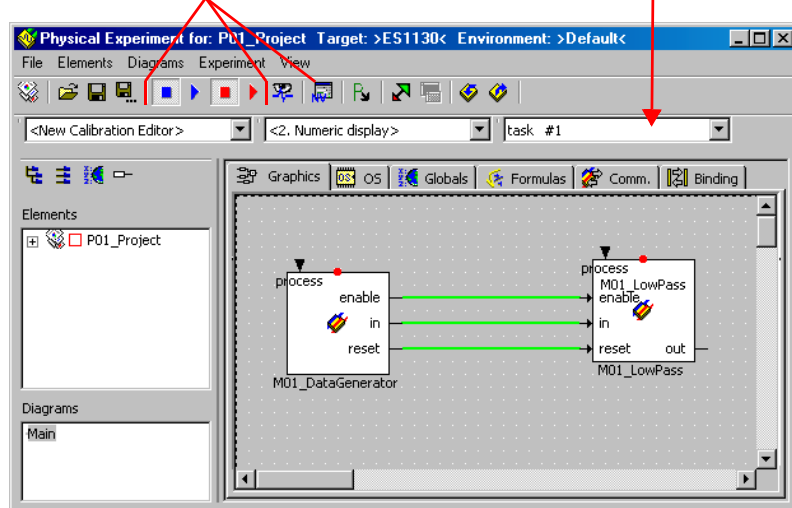 Physical Experiment for: P01_Project Target: >ES1130< Environment: >Default<
File Elements Diagrams Experiment View
<New Calibration Editor>
<2. Numeric display>
task #1
Graphics
OS
OS
Globals
Formulas
Comm.
Binding
Elements
P01_Project
process
enable
in
reset
M01_DataGenerator
process
M01_LowPass
enable
in
reset out
M01_LowPass
Diagrams
Main